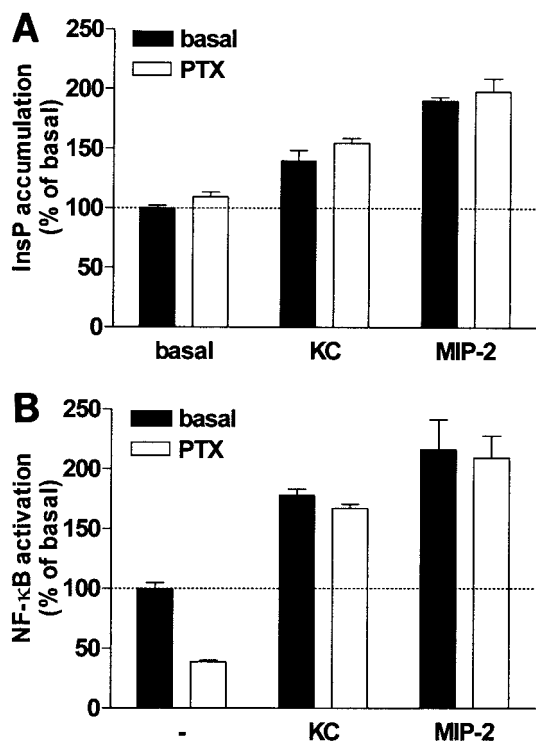 A
InsP accumulation
(% of basal)
250
200
150
100
50
0
basal
PTX
basal KC MIP-2
B
NF-κB activation
(% of basal)
250
200
150
100
50
0
basal
PTX
- KC MIP-2